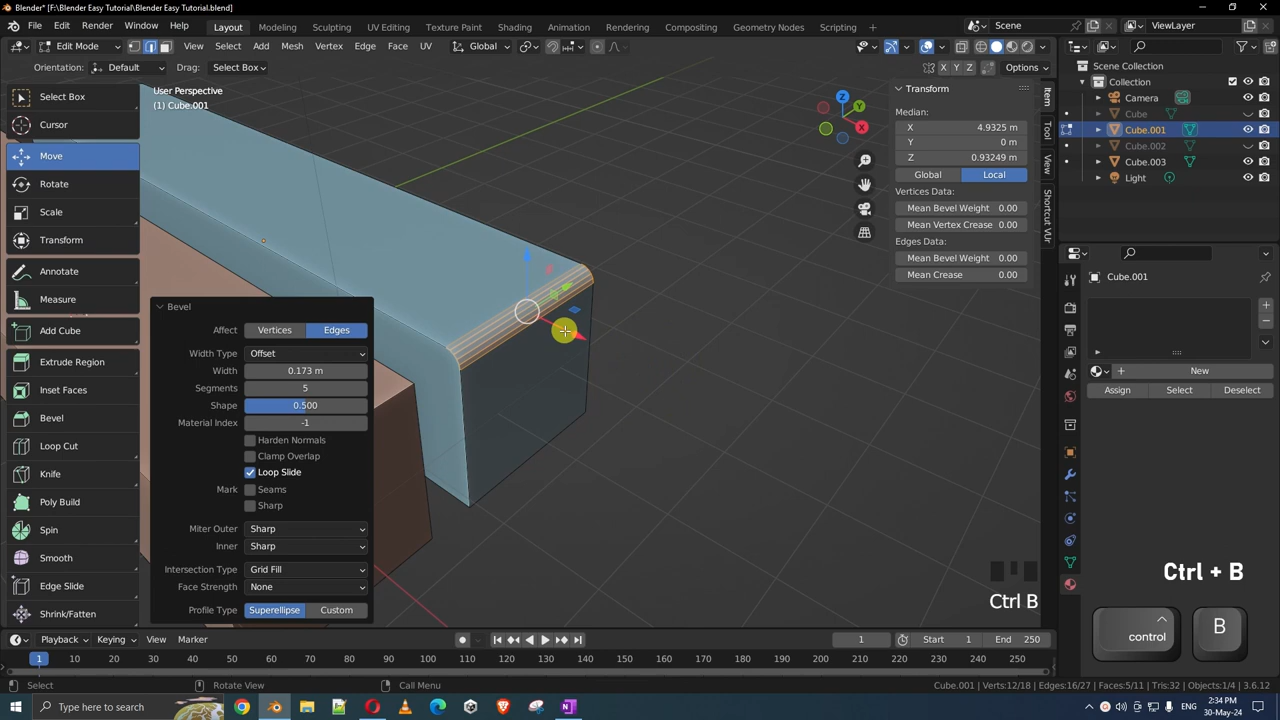 Blender* [F:\Blender Easy Tutorial\Blender Easy Tutorial.blend]
File Edit Render Window Help Layout Modeling Sculpting UV Editing Texture Paint Shading Animation Rendering Compositing Geometry Nodes Scripting Scene ViewLayer
Edit Mode View Select Add Mesh Vertex Edge Face UV Global
Orientation: Default Drag: Select Box X Y Z Options
Scene Collection
Collection
Camera
Cube
Cube.001
Cube.002
Cube.003
Light
User Perspective
(1) Cube.001
Z
Y
X
Select Box
Cursor
Move
Rotate
Scale
Transform
Annotate
Measure
Add Cube
Extrude Region
Inset Faces
Bevel
Loop Cut
Knife
Poly Build
Spin
Smooth
Edge Slide
Shrink/Fatten
Bevel
Affect Vertices Edges
Width Type Offset
Width 0.173 m
Segments 5
Shape 0.500
Material Index -1
Harden Normals
Clamp Overlap
Loop Slide
Mark Seams
Sharp
Miter Outer Sharp
Inner Sharp
Intersection Type Grid Fill
Face Strength None
Profile Type Superellipse Custom
Transform
Median:
X 4.9325 m
Y 0 m
Z 0.93249 m
Global Local
Vertices Data:
Mean Bevel Weight 0.00
Mean Vertex Crease 0.00
Edges Data:
Mean Bevel Weight 0.00
Mean Crease 0.00
Item
Tool
View
Shortcut VUr
Cube.001
New
Assign Select Deselect
Ctrl B
Ctrl + B
control
B
Playback Keying View Marker 1 Start 1 End 250
1 10 20 30 40 50 60 70 80 90 100 110 120 130 140 150 160 170 180 190 200 210 220 230 240 250
Select Rotate View Call Menu Cube.001 | Verts:12/18 | Edges:16/27 | Faces:5/11 | Tris:32 | Objects:1/4 | 3.6.12
Type here to search
2:34 PM
30-May-24